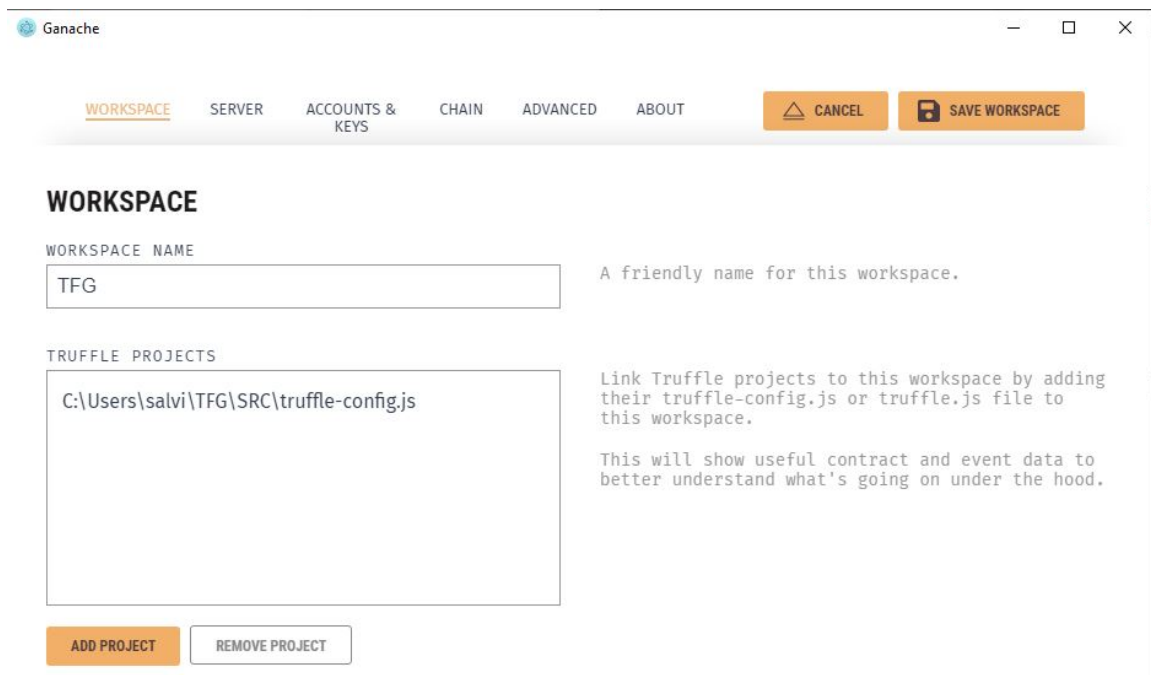 Ganache
WORKSPACE
SERVER
ACCOUNTS &
KEYS
CHAIN
ADVANCED
ABOUT
CANCEL
SAVE WORKSPACE
WORKSPACE
WORKSPACE NAME
TFG
A friendly name for this workspace.
TRUFFLE PROJECTS
C:\Users\salvi\TFG\SRC\truffle-config.js
Link Truffle projects to this workspace by adding
their truffle-config.js or truffle.js file to
this workspace.
This will show useful contract and event data to
better understand what's going on under the hood.
ADD PROJECT
REMOVE PROJECT